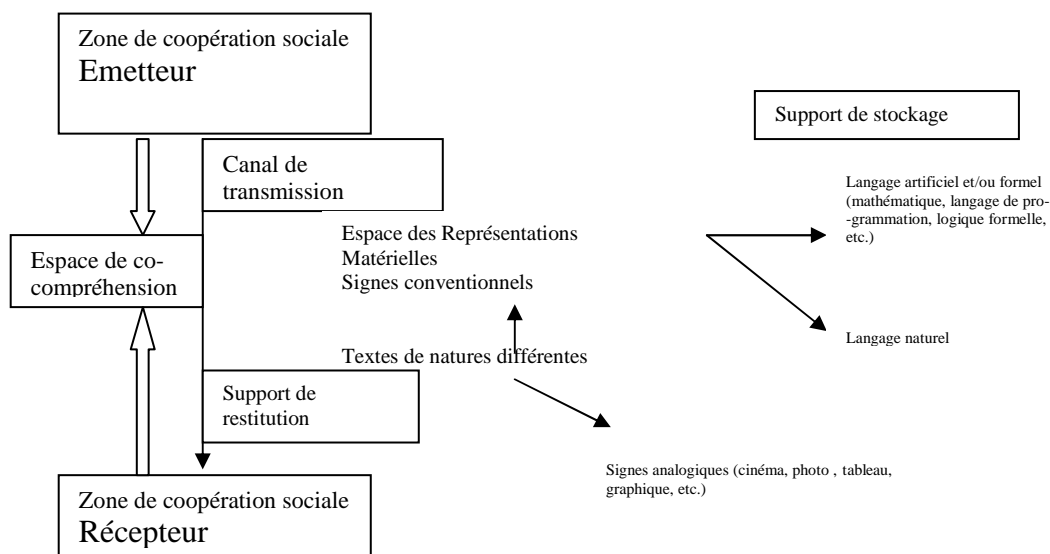 Zone de coopération sociale
Emetteur
Support de stockage
Canal de
transmission
Langage artificiel et/ou formel
(mathématique, langage de pro-
-grammation, logique formelle,
etc.)
Espace des Représentations
Matérielles
Signes conventionnels
Espace de co-
compréhension
Langage naturel
Textes de natures différentes
Support de
restitution
Signes analogiques (cinéma, photo , tableau,
graphique, etc.)
Zone de coopération sociale
Récepteur